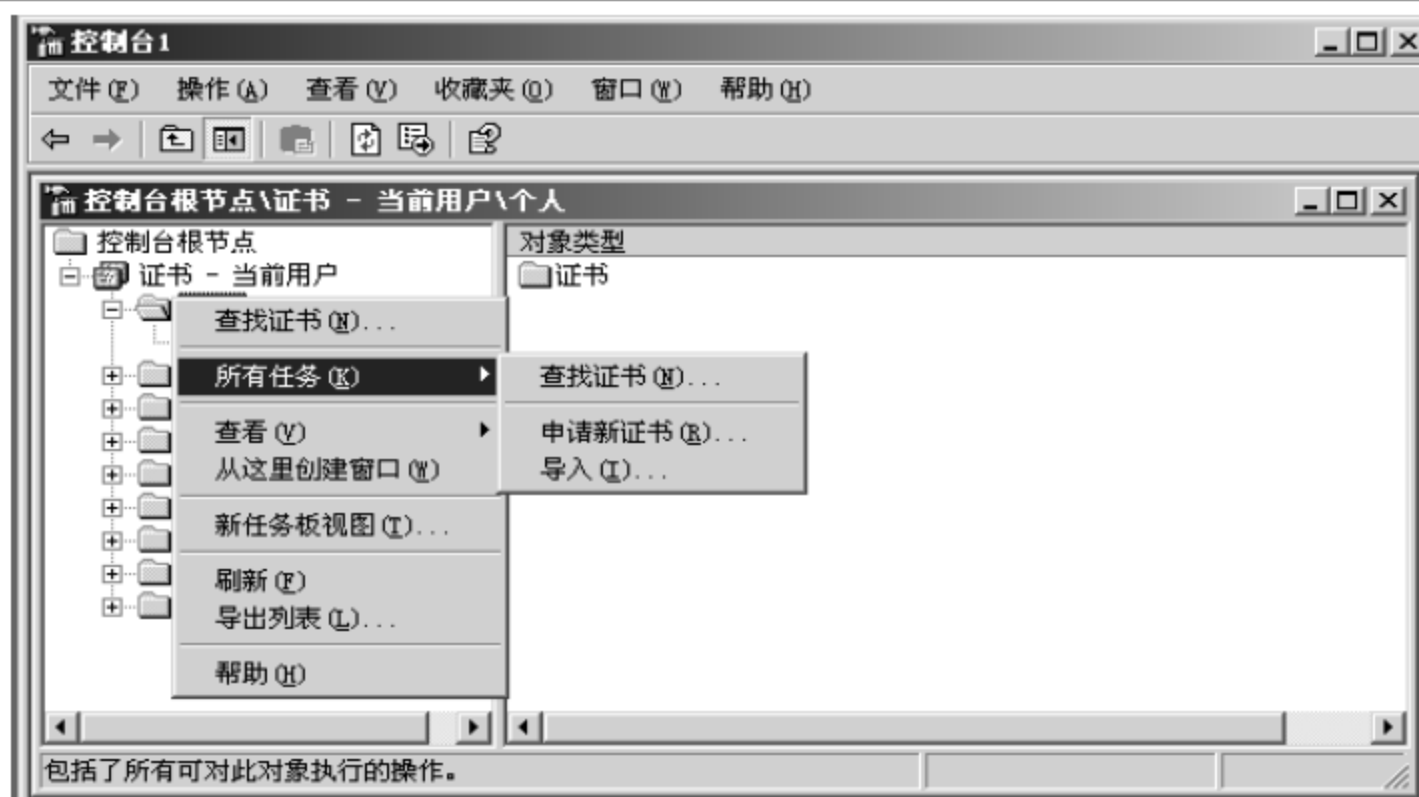 控制台1
文件(F) 操作(A) 查看(V) 收藏夹(O) 窗口(W) 帮助(H)
控制台根节点\证书 - 当前用户\个人
控制台根节点
证书 - 当前用户
对象类型
证书
查找证书(N)...
所有任务(K)
查看(V)
从这里创建窗口(W)
新任务板视图(T)...
刷新(F)
导出列表(L)...
帮助(H)
查找证书(N)...
申请新证书(R)...
导入(I)...
包括了所有可对此对象执行的操作。